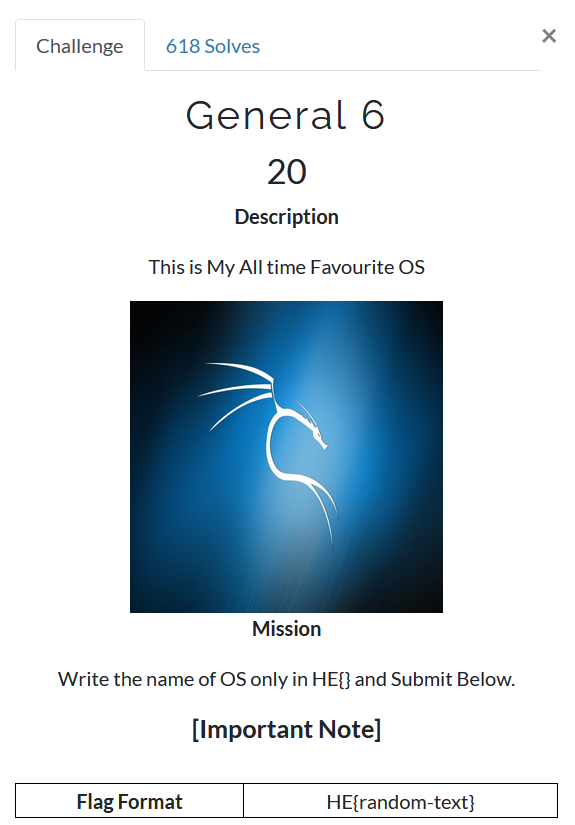 Challenge
618 Solves
×
General 6
20
Description
This is My All time Favourite OS
Mission
Write the name of OS only in HE{} and Submit Below.
[Important Note]
Flag Format
HE{random-text}